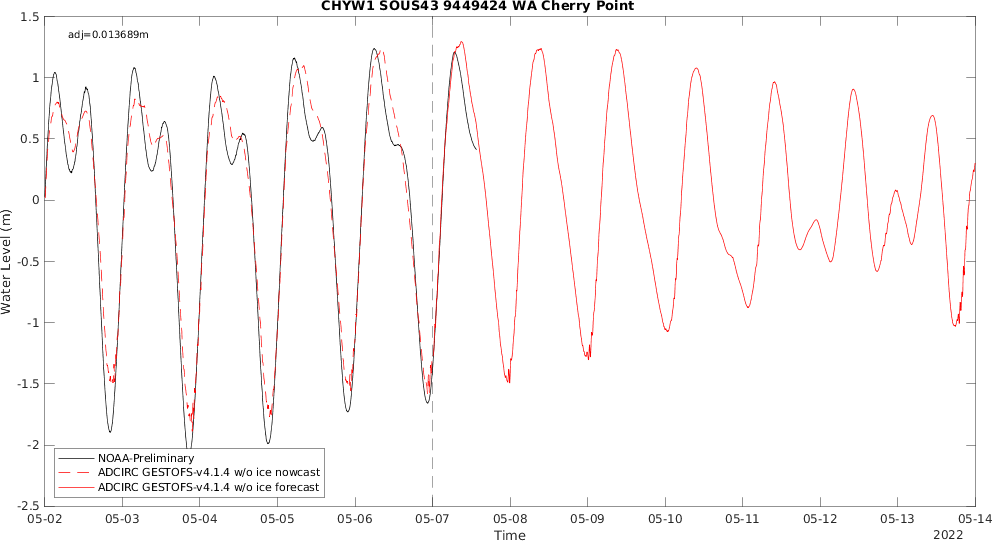 CHYW1 SOUS43 9449424 WA Cherry Point
adj=0.013689m
Water Level (m)
1.5
1
0.5
0
-0.5
-1
-1.5
-2
-2.5
NOAA-Preliminary
ADCIRC GESTOFS-v4.1.4 w/o ice nowcast
ADCIRC GESTOFS-v4.1.4 w/o ice forecast
05-02 05-03 05-04 05-05 05-06 05-07 05-08 05-09 05-10 05-11 05-12 05-13 05-14
Time
2022